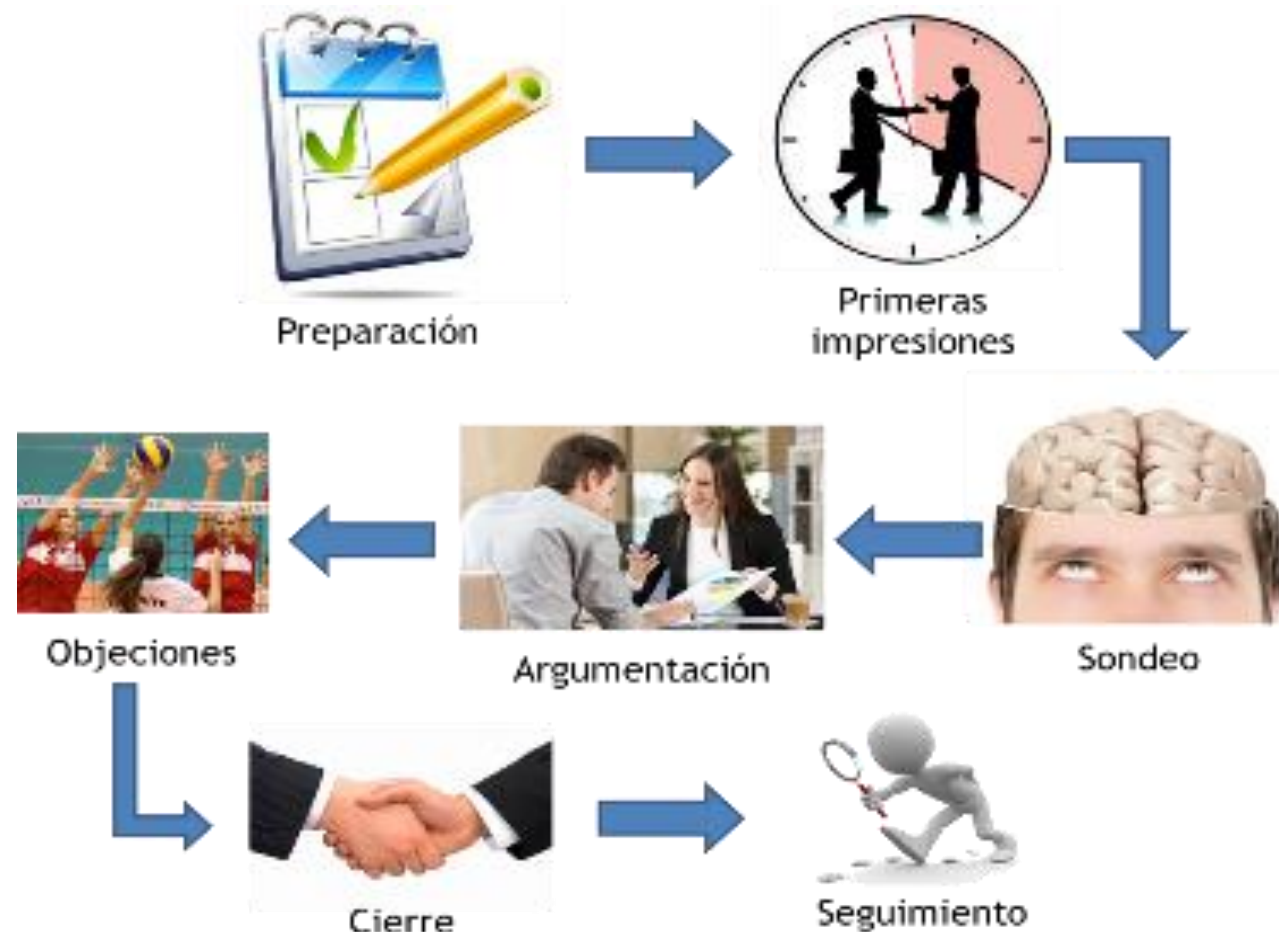 Preparación
Primeras
impresiones
Sondeo
Argumentación
Objeciones
Cierre
Seguimiento